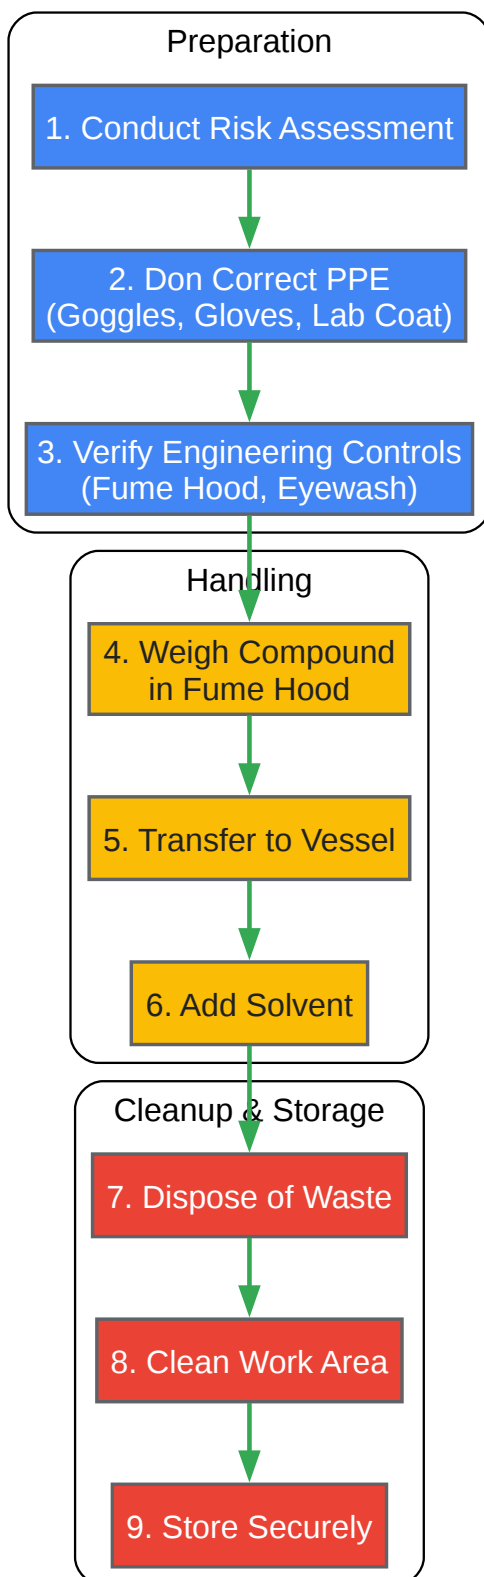 Preparation
1. Conduct Risk Assessment
2. Don Correct PPE
(Goggles, Gloves, Lab Coat)
3. Verify Engineering Controls
(Fume Hood, Eyewash)
Handling
4. Weigh Compound
in Fume Hood
5. Transfer to Vessel
6. Add Solvent
Cleanup & Storage
7. Dispose of Waste
8. Clean Work Area
9. Store Securely